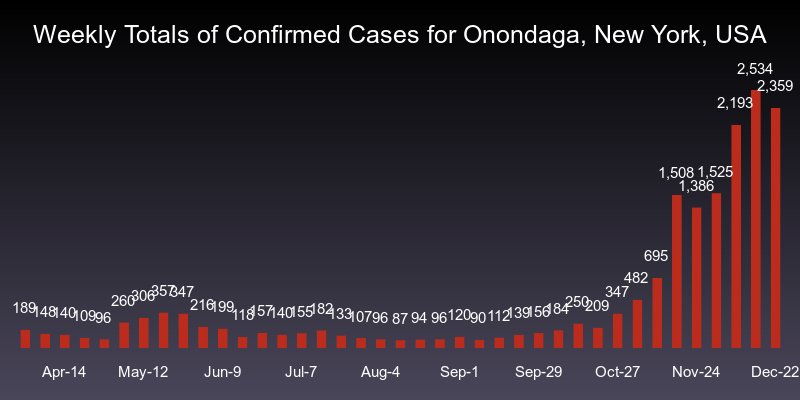 Weekly Totals of Confirmed Cases for Onondaga, New York, USA
189 148 140 109 96 260 306 357 347 216 199 118 157 140 155 182 133 107 96 87 94 96 120 90 112 139 156 184 250 209 347 482 695 1,508 1,386 1,525 2,193 2,534 2,359
Apr-14 May-12 Jun-9 Jul-7 Aug-4 Sep-1 Sep-29 Oct-27 Nov-24 Dec-22